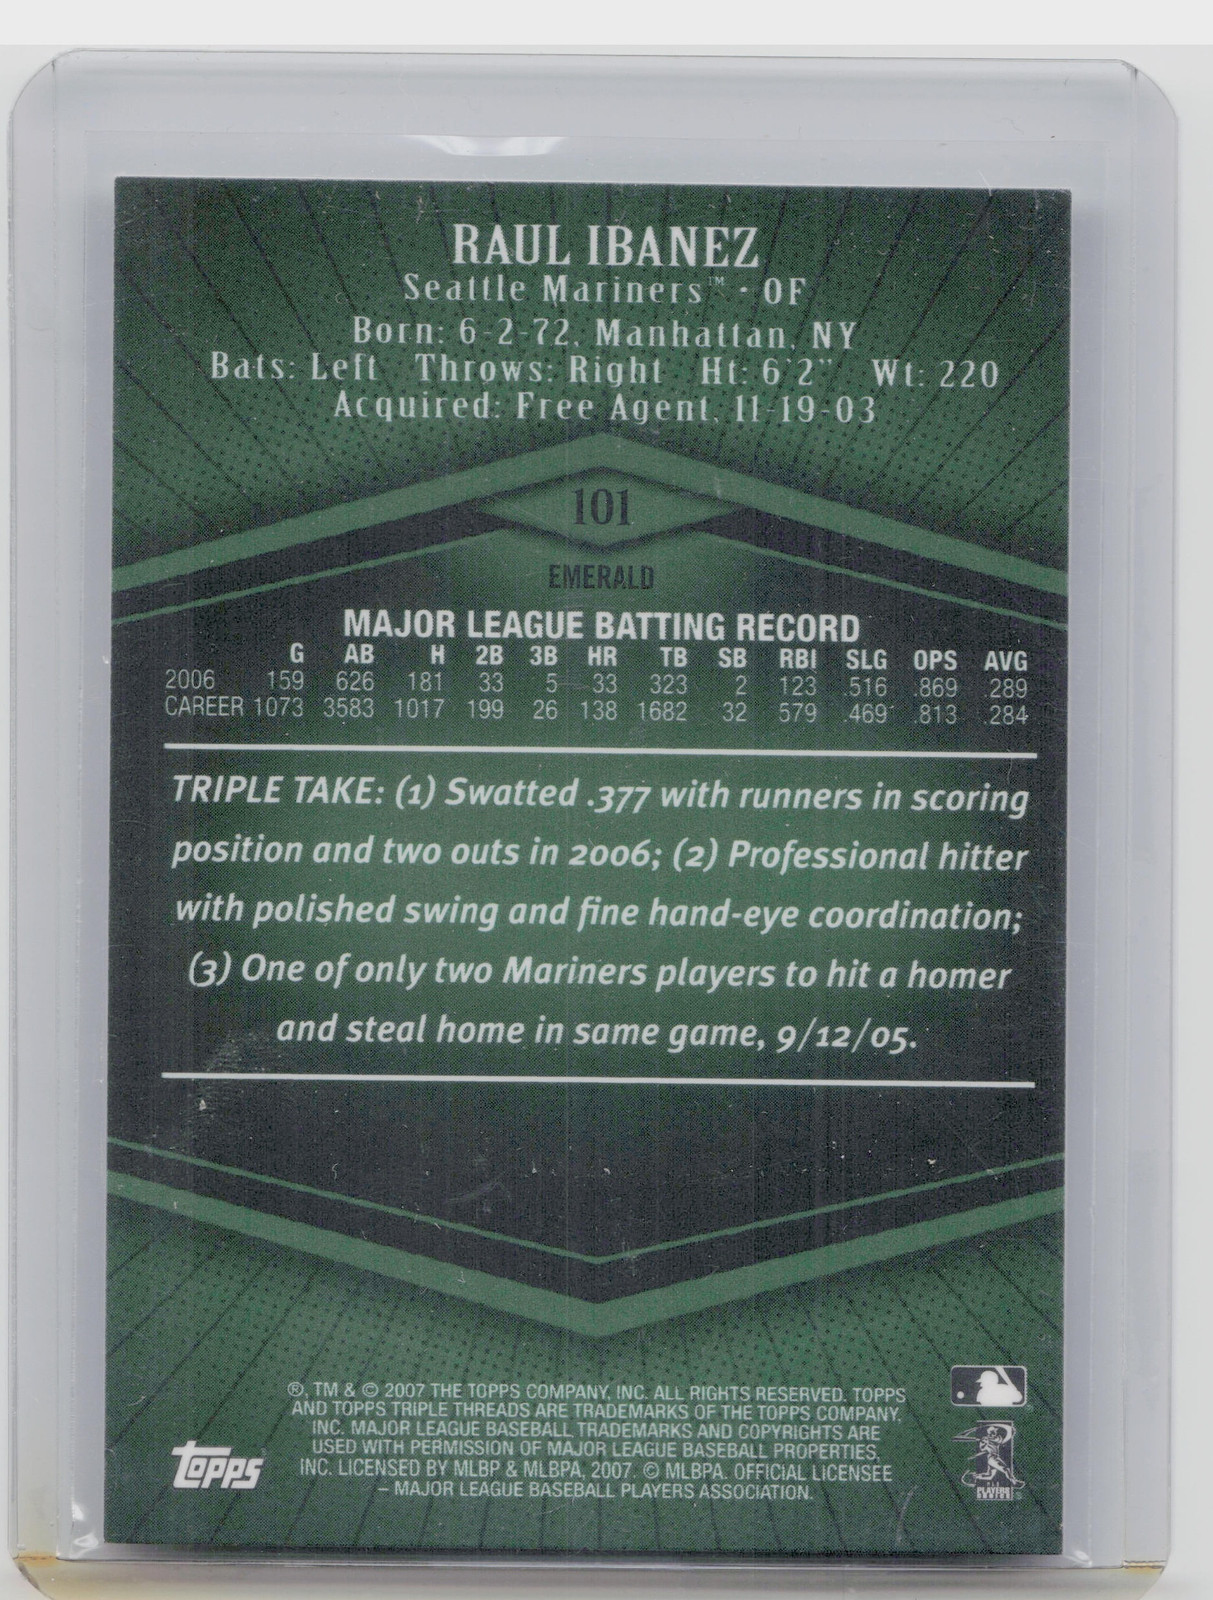 RAUL IBANEZ
Seattle Mariners™ · OF
Born: 6-2-72, Manhattan, NY
Bats: Left Throws: Right Ht: 6'2" Wt: 220
Acquired: Free Agent, 11-19-03
101
EMERALD
MAJOR LEAGUE BATTING RECORD
G AB H 2B 3B HR TB SB RBI SLG OPS AVG
2006 159 626 181 33 5 33 323 2 123 .516 .869 .289
CAREER 1073 3583 1017 199 26 138 1682 32 579 .469 .813 .284
TRIPLE TAKE: (1) Swatted .377 with runners in scoring
position and two outs in 2006; (2) Professional hitter
with polished swing and fine hand-eye coordination;
(3) One of only two Mariners players to hit a homer
and steal home in same game, 9/12/05.
®, TM & © 2007 THE TOPPS COMPANY, INC. ALL RIGHTS RESERVED. TOPPS
AND TOPPS TRIPLE THREADS ARE TRADEMARKS OF THE TOPPS COMPANY,
INC. MAJOR LEAGUE BASEBALL TRADEMARKS AND COPYRIGHTS ARE
USED WITH PERMISSION OF MAJOR LEAGUE BASEBALL PROPERTIES,
INC. LICENSED BY MLBP & MLBPA, 2007. © MLBPA. OFFICIAL LICENSEE
– MAJOR LEAGUE BASEBALL PLAYERS ASSOCIATION.
Topps
PLAYERS